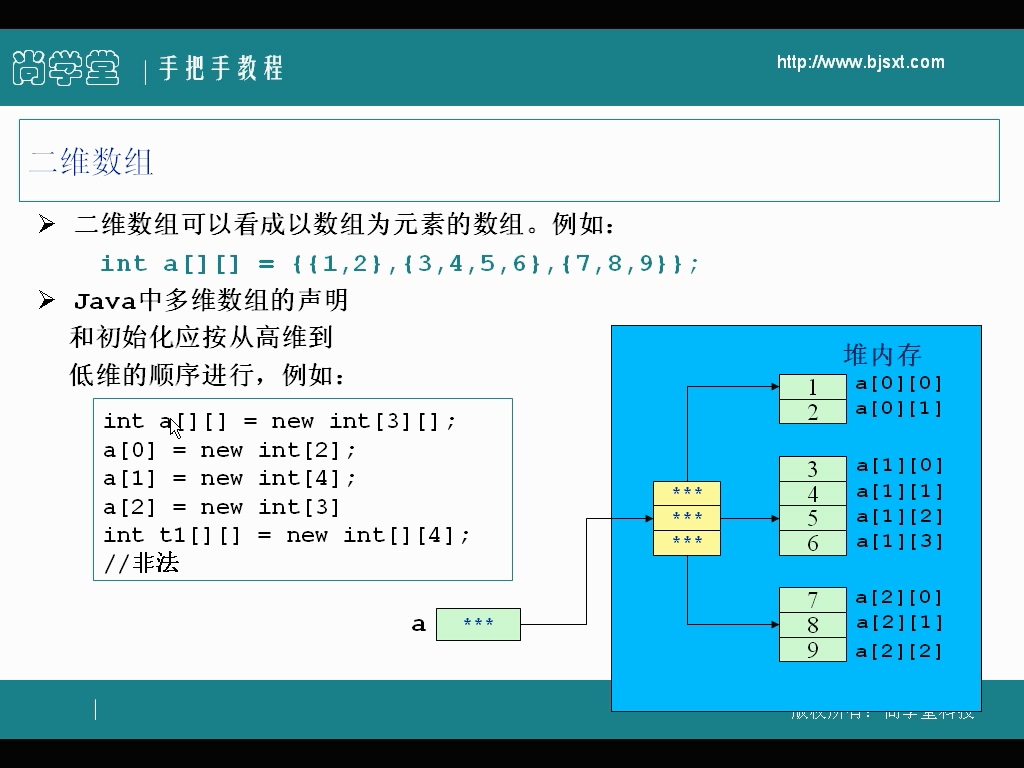 尚学堂
手把手教程
http://www.bjsxt.com
二维数组
二维数组可以看成以数组为元素的数组。例如：
int a[][] = {{1,2},{3,4,5,6},{7,8,9}};
Java中多维数组的声明
和初始化应按从高维到
低维的顺序进行，例如：
int a[][] = new int[3][];
a[0] = new int[2];
a[1] = new int[4];
a[2] = new int[3]
int t1[][] = new int[][4];
//非法
a
***
堆内存
***
***
***
1 a[0][0]
2 a[0][1]
3 a[1][0]
4 a[1][1]
5 a[1][2]
6 a[1][3]
7 a[2][0]
8 a[2][1]
9 a[2][2]
版权所有：尚学堂科技